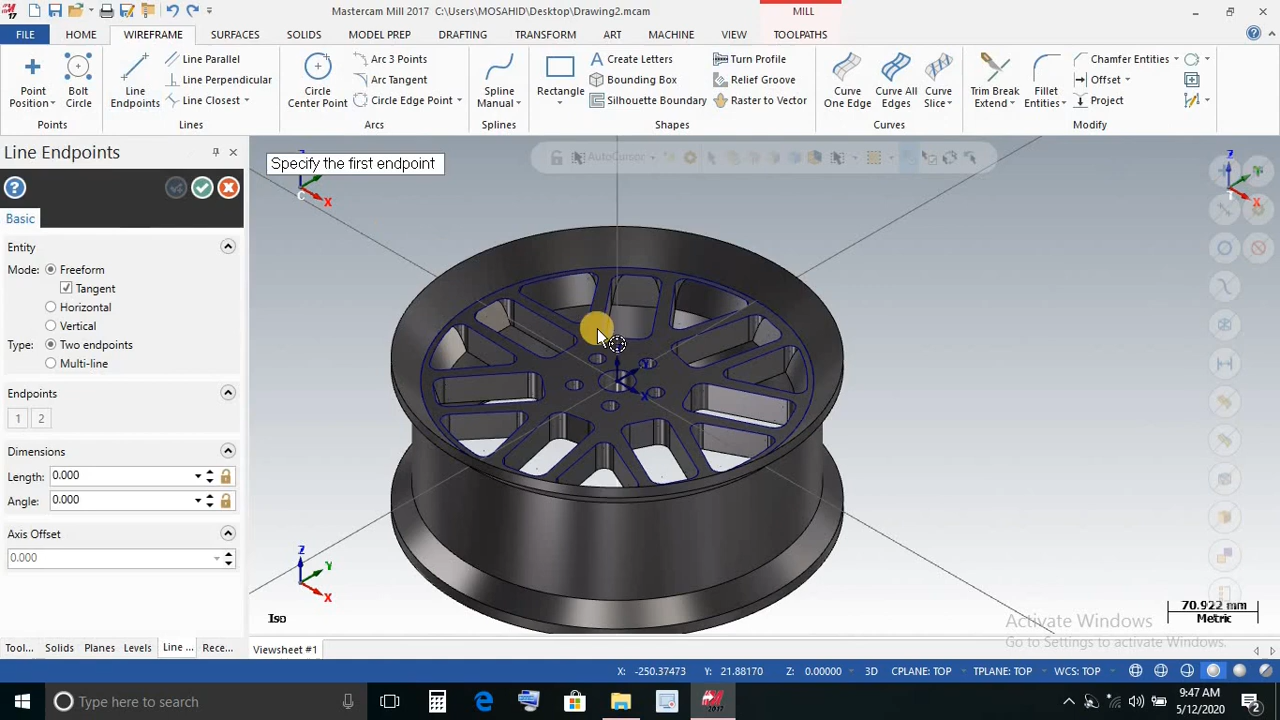 Mastercam Mill 2017 C:\Users\MOSAHID\Desktop\Drawing2.mcam
MILL
FILE HOME WIREFRAME SURFACES SOLIDS MODEL PREP DRAFTING TRANSFORM ART MACHINE VIEW TOOLPATHS
Point Position
Bolt Circle
Points
Line Endpoints
Line Parallel
Line Perpendicular
Line Closest
Lines
Circle Center Point
Arc 3 Points
Arc Tangent
Circle Edge Point
Arcs
Spline Manual
Splines
Rectangle
Create Letters
Bounding Box
Silhouette Boundary
Turn Profile
Relief Groove
Raster to Vector
Shapes
Curve One Edge
Curve All Edges
Curve Slice
Curves
Trim Break Extend
Fillet Entities
Chamfer Entities
Offset
Project
Modify
Line Endpoints
Basic
Entity
Mode: Freeform
Tangent
Horizontal
Vertical
Type: Two endpoints
Multi-line
Endpoints
1 2
Dimensions
Length: 0.000
Angle: 0.000
Axis Offset
0.000
Tool... Solids Planes Levels Line ... Rece...
Specify the first endpoint
AutoCursor
C X
Z Y T X
Y X
Z Y X
Iso
70.922 mm
Metric
Activate Windows
Go to Settings to activate Windows.
Viewsheet #1
X: -250.37473 Y: 21.88170 Z: 0.00000 3D CPLANE: TOP TPLANE: TOP WCS: TOP
Type here to search
9:47 AM
5/12/2020
2